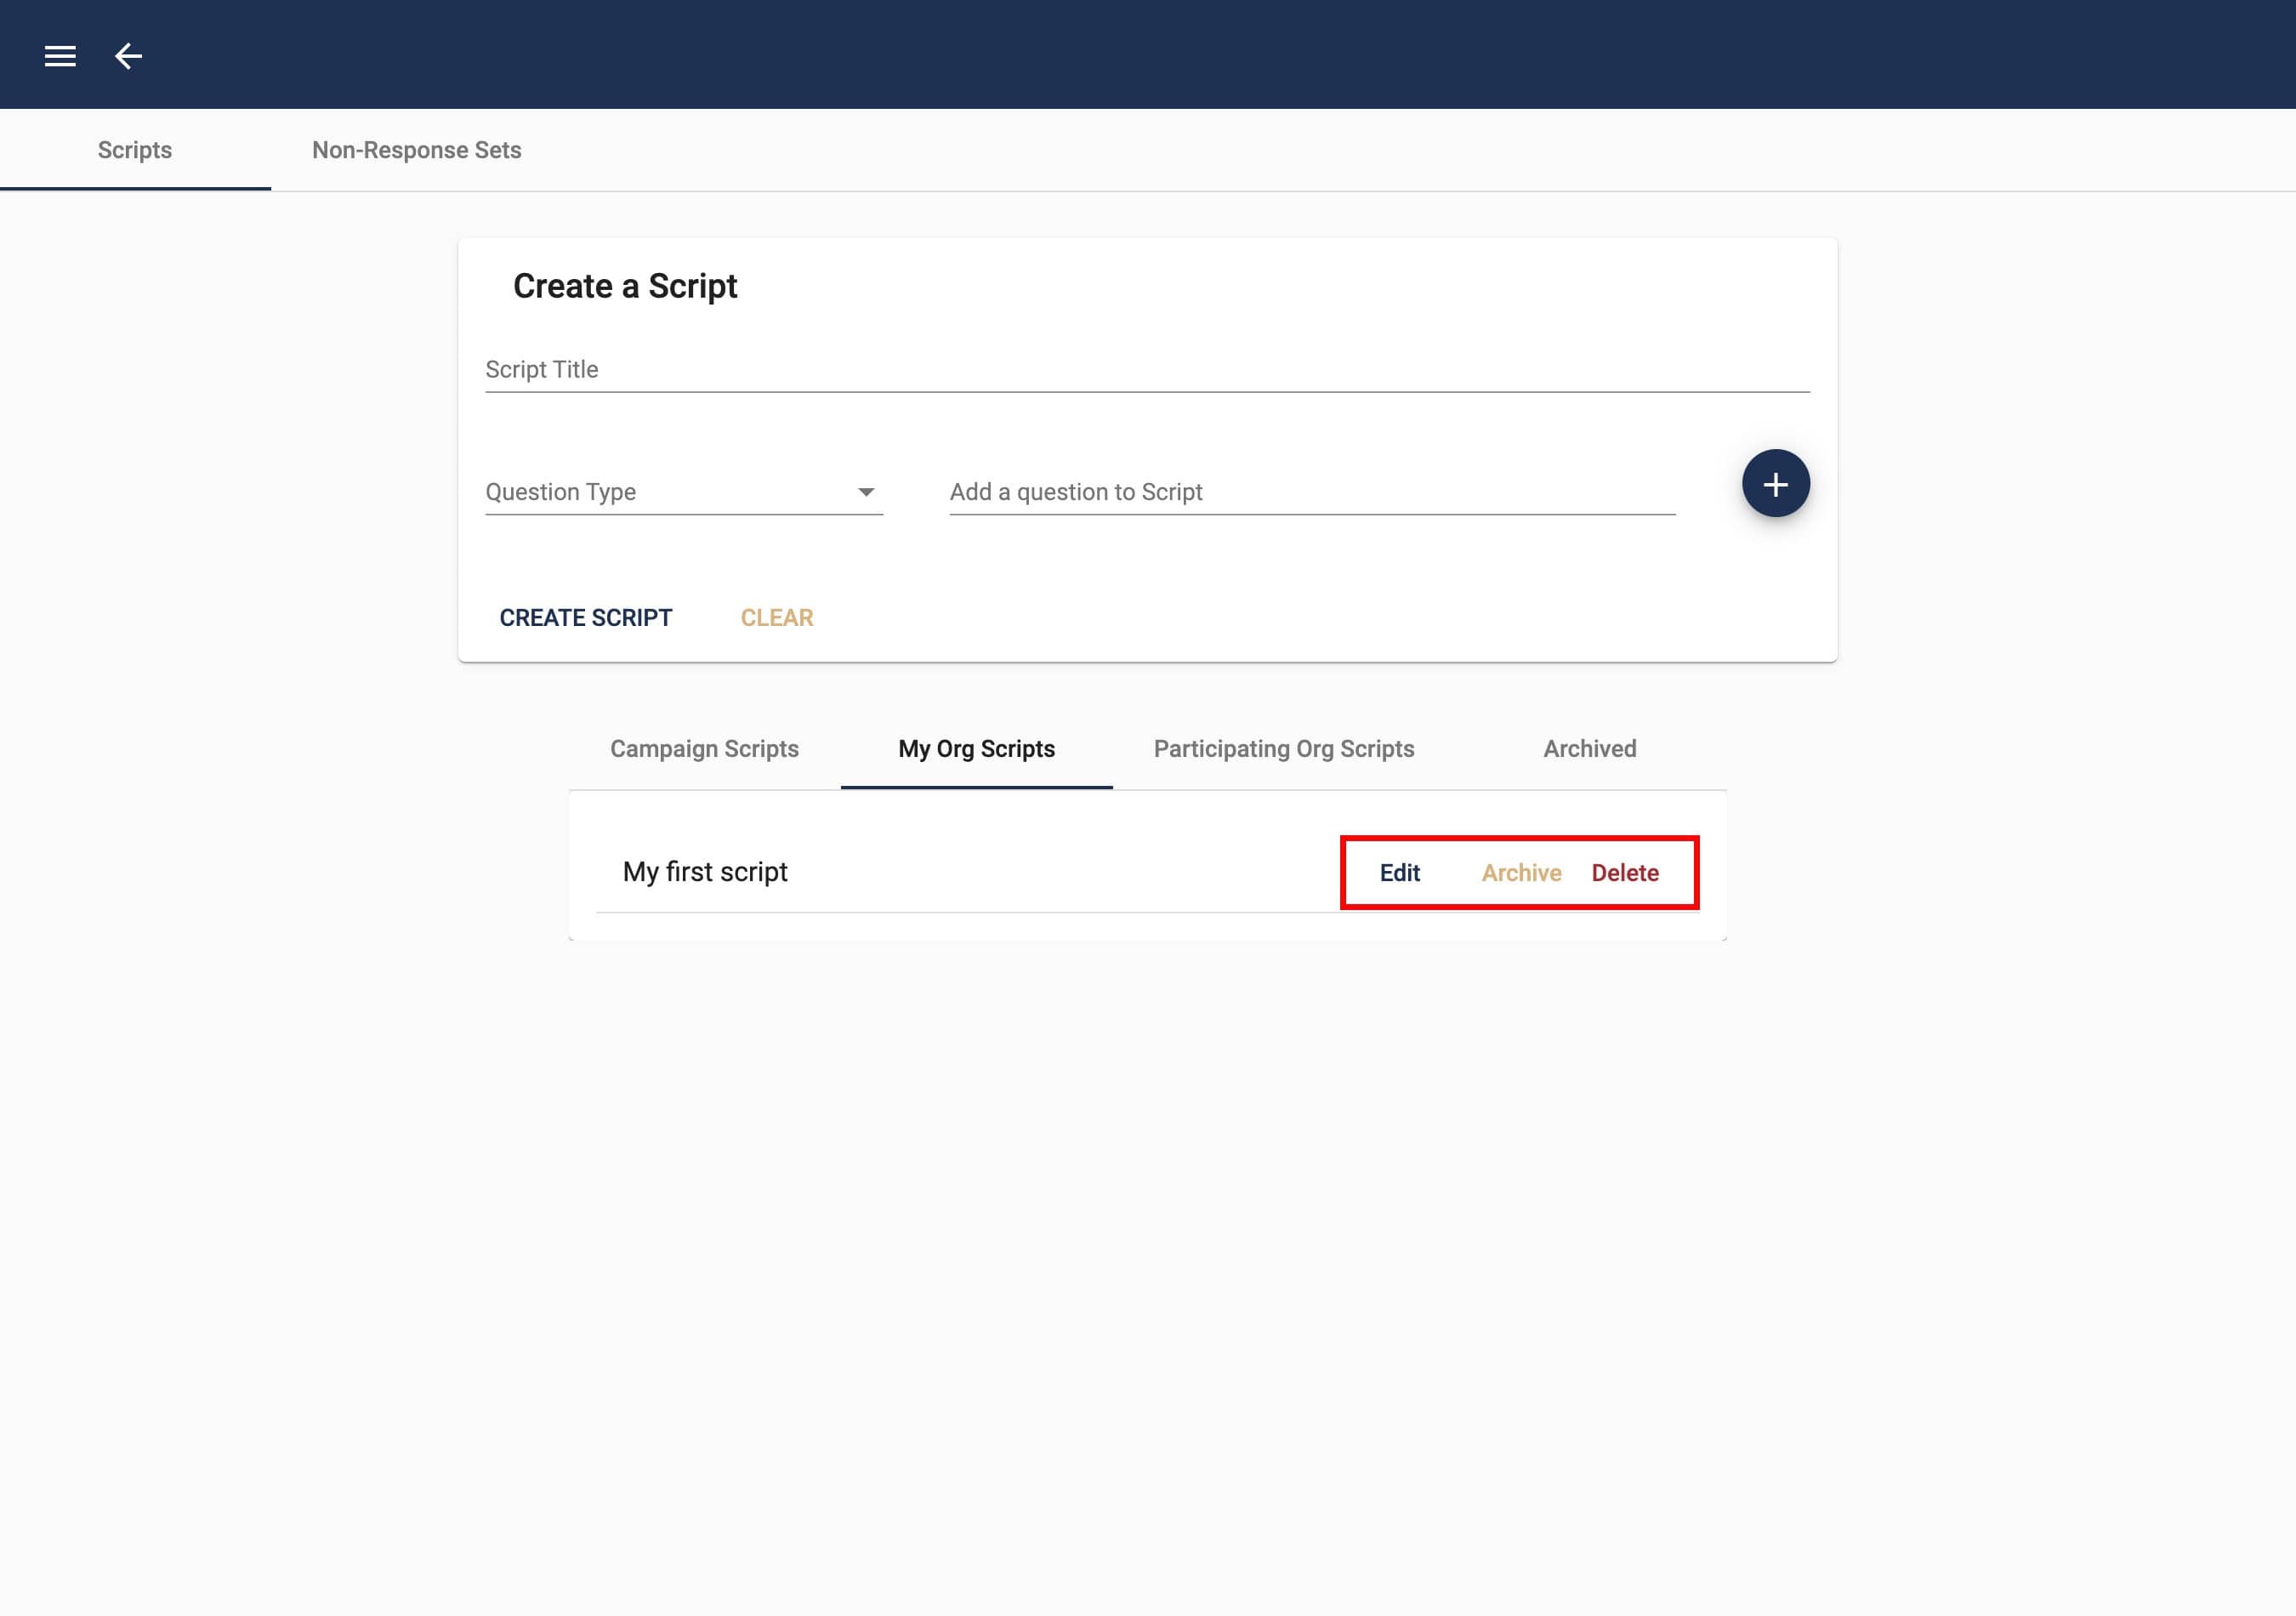 Scripts Non-Response Sets
Create a Script
Script Title
Question Type Add a question to Script
CREATE SCRIPT CLEAR
Campaign Scripts My Org Scripts Participating Org Scripts Archived
My first script Edit Archive Delete